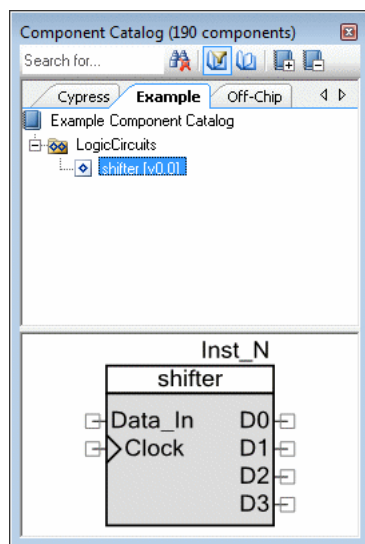 Component Catalog (190 components)
Search for...
Cypress Example Off-Chip
Example Component Catalog
LogicCircuits
shifter [v0.0]
Inst_N
shifter
Data_In D0
Clock D1
D2
D3